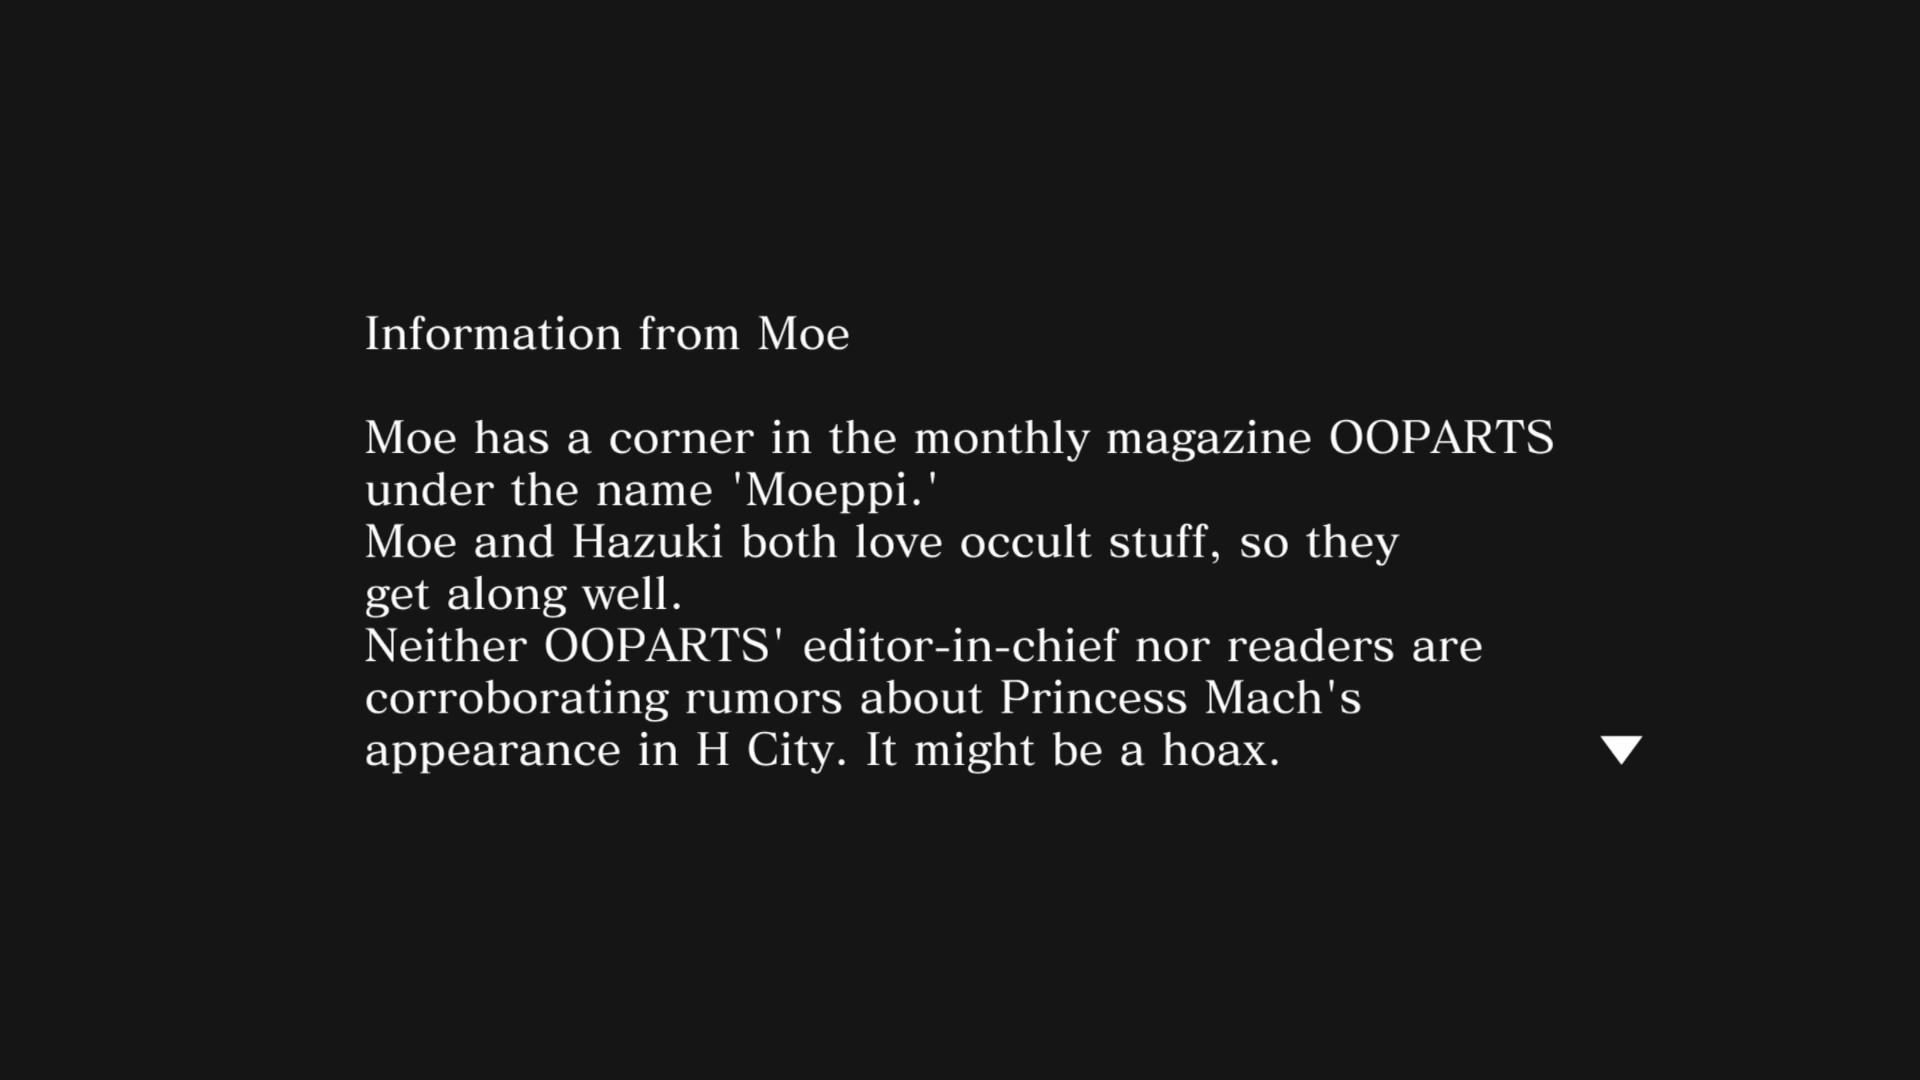 Information from Moe
Moe has a corner in the monthly magazine OOPARTS
under the name 'Moeppi.'
Moe and Hazuki both love occult stuff, so they
get along well.
Neither OOPARTS' editor-in-chief nor readers are
corroborating rumors about Princess Mach's
appearance in H City. It might be a hoax.